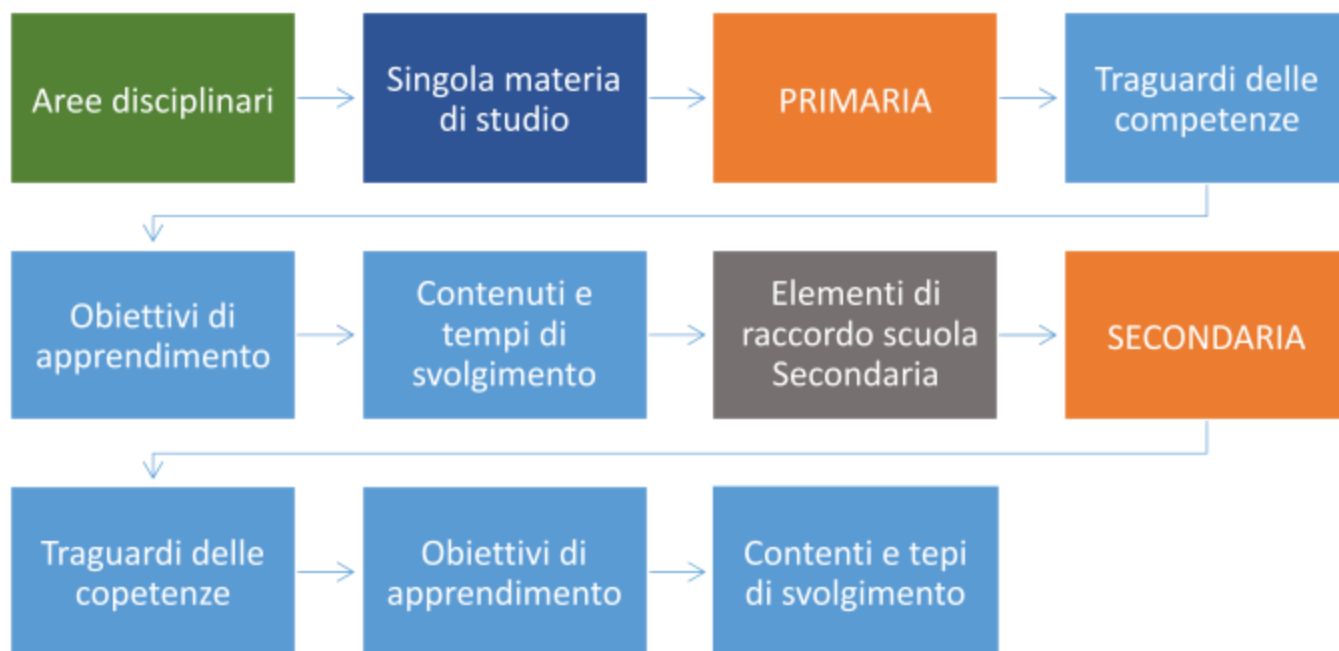 Aree disciplinari
Singola materia
di studio
PRIMARIA
Traguardi delle
competenze
Obiettivi di
apprendimento
Contenuti e
tempi di
svolgimento
Elementi di
raccordo scuola
Secondaria
SECONDARIA
Traguardi delle
copetenze
Obiettivi di
apprendimento
Contenti e tepi
di svolgimento